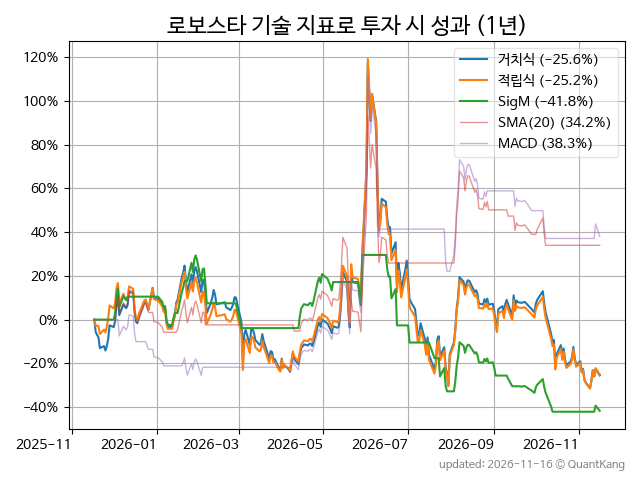 로보스타 기술 지표로 투자 시 성과 (1년)
120%
100%
80%
60%
40%
20%
0%
−20%
−40%
거치식 (−25.6%)
적립식 (−25.2%)
SigM (−41.8%)
SMA(20) (34.2%)
MACD (38.3%)
2025−11
2026−01
2026−03
2026−05
2026−07
2026−09
2026−11
updated: 2026-11-16 © QuantKang